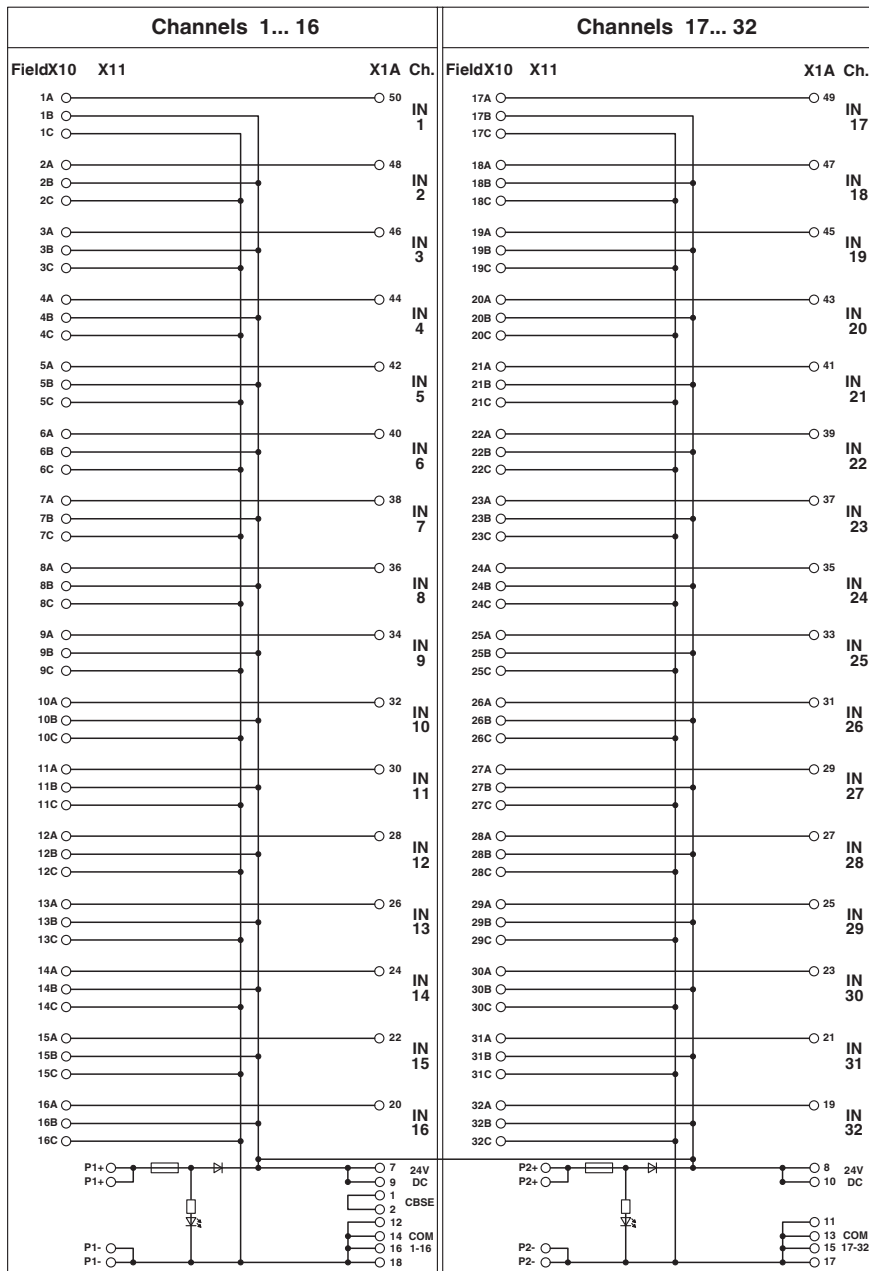 Channels 1... 16
FieldX10 X11 X1A Ch.
1A 50
1B IN
1C 1
2A 48
2B IN
2C 2
3A 46
3B IN
3C 3
4A 44
4B IN
4C 4
5A 42
5B IN
5C 5
6A 40
6B IN
6C 6
7A 38
7B IN
7C 7
8A 36
8B IN
8C 8
9A 34
9B IN
9C 9
10A 32
10B IN
10C 10
11A 30
11B IN
11C 11
12A 28
12B IN
12C 12
13A 26
13B IN
13C 13
14A 24
14B IN
14C 14
15A 22
15B IN
15C 15
16A 20
16B IN
16C 16
P1+ 7 24V
P1+ 9 DC
1 CBSE
2
12
14 COM
P1- 16 1-16
P1- 18
Channels 17... 32
FieldX10 X11 X1A Ch.
17A 49
17B IN
17C 17
18A 47
18B IN
18C 18
19A 45
19B IN
19C 19
20A 43
20B IN
20C 20
21A 41
21B IN
21C 21
22A 39
22B IN
22C 22
23A 37
23B IN
23C 23
24A 35
24B IN
24C 24
25A 33
25B IN
25C 25
26A 31
26B IN
26C 26
27A 29
27B IN
27C 27
28A 27
28B IN
28C 28
29A 25
29B IN
29C 29
30A 23
30B IN
30C 30
31A 21
31B IN
31C 31
32A 19
32B IN
32C 32
P2+ 8 24V
P2+ 10 DC
11
13 COM
P2- 15 17-32
P2- 17